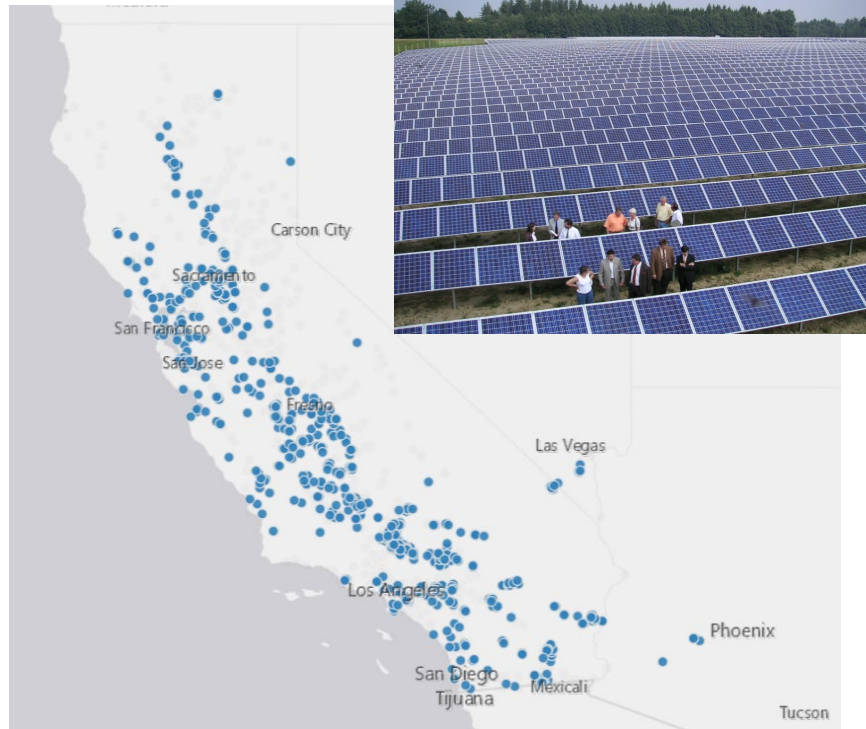 Carson City
Sacramento
San Francisco
San Jose
Fresno
Las Vegas
Los Angeles
Phoenix
San Diego
Mexicali
Tijuana
Tucson